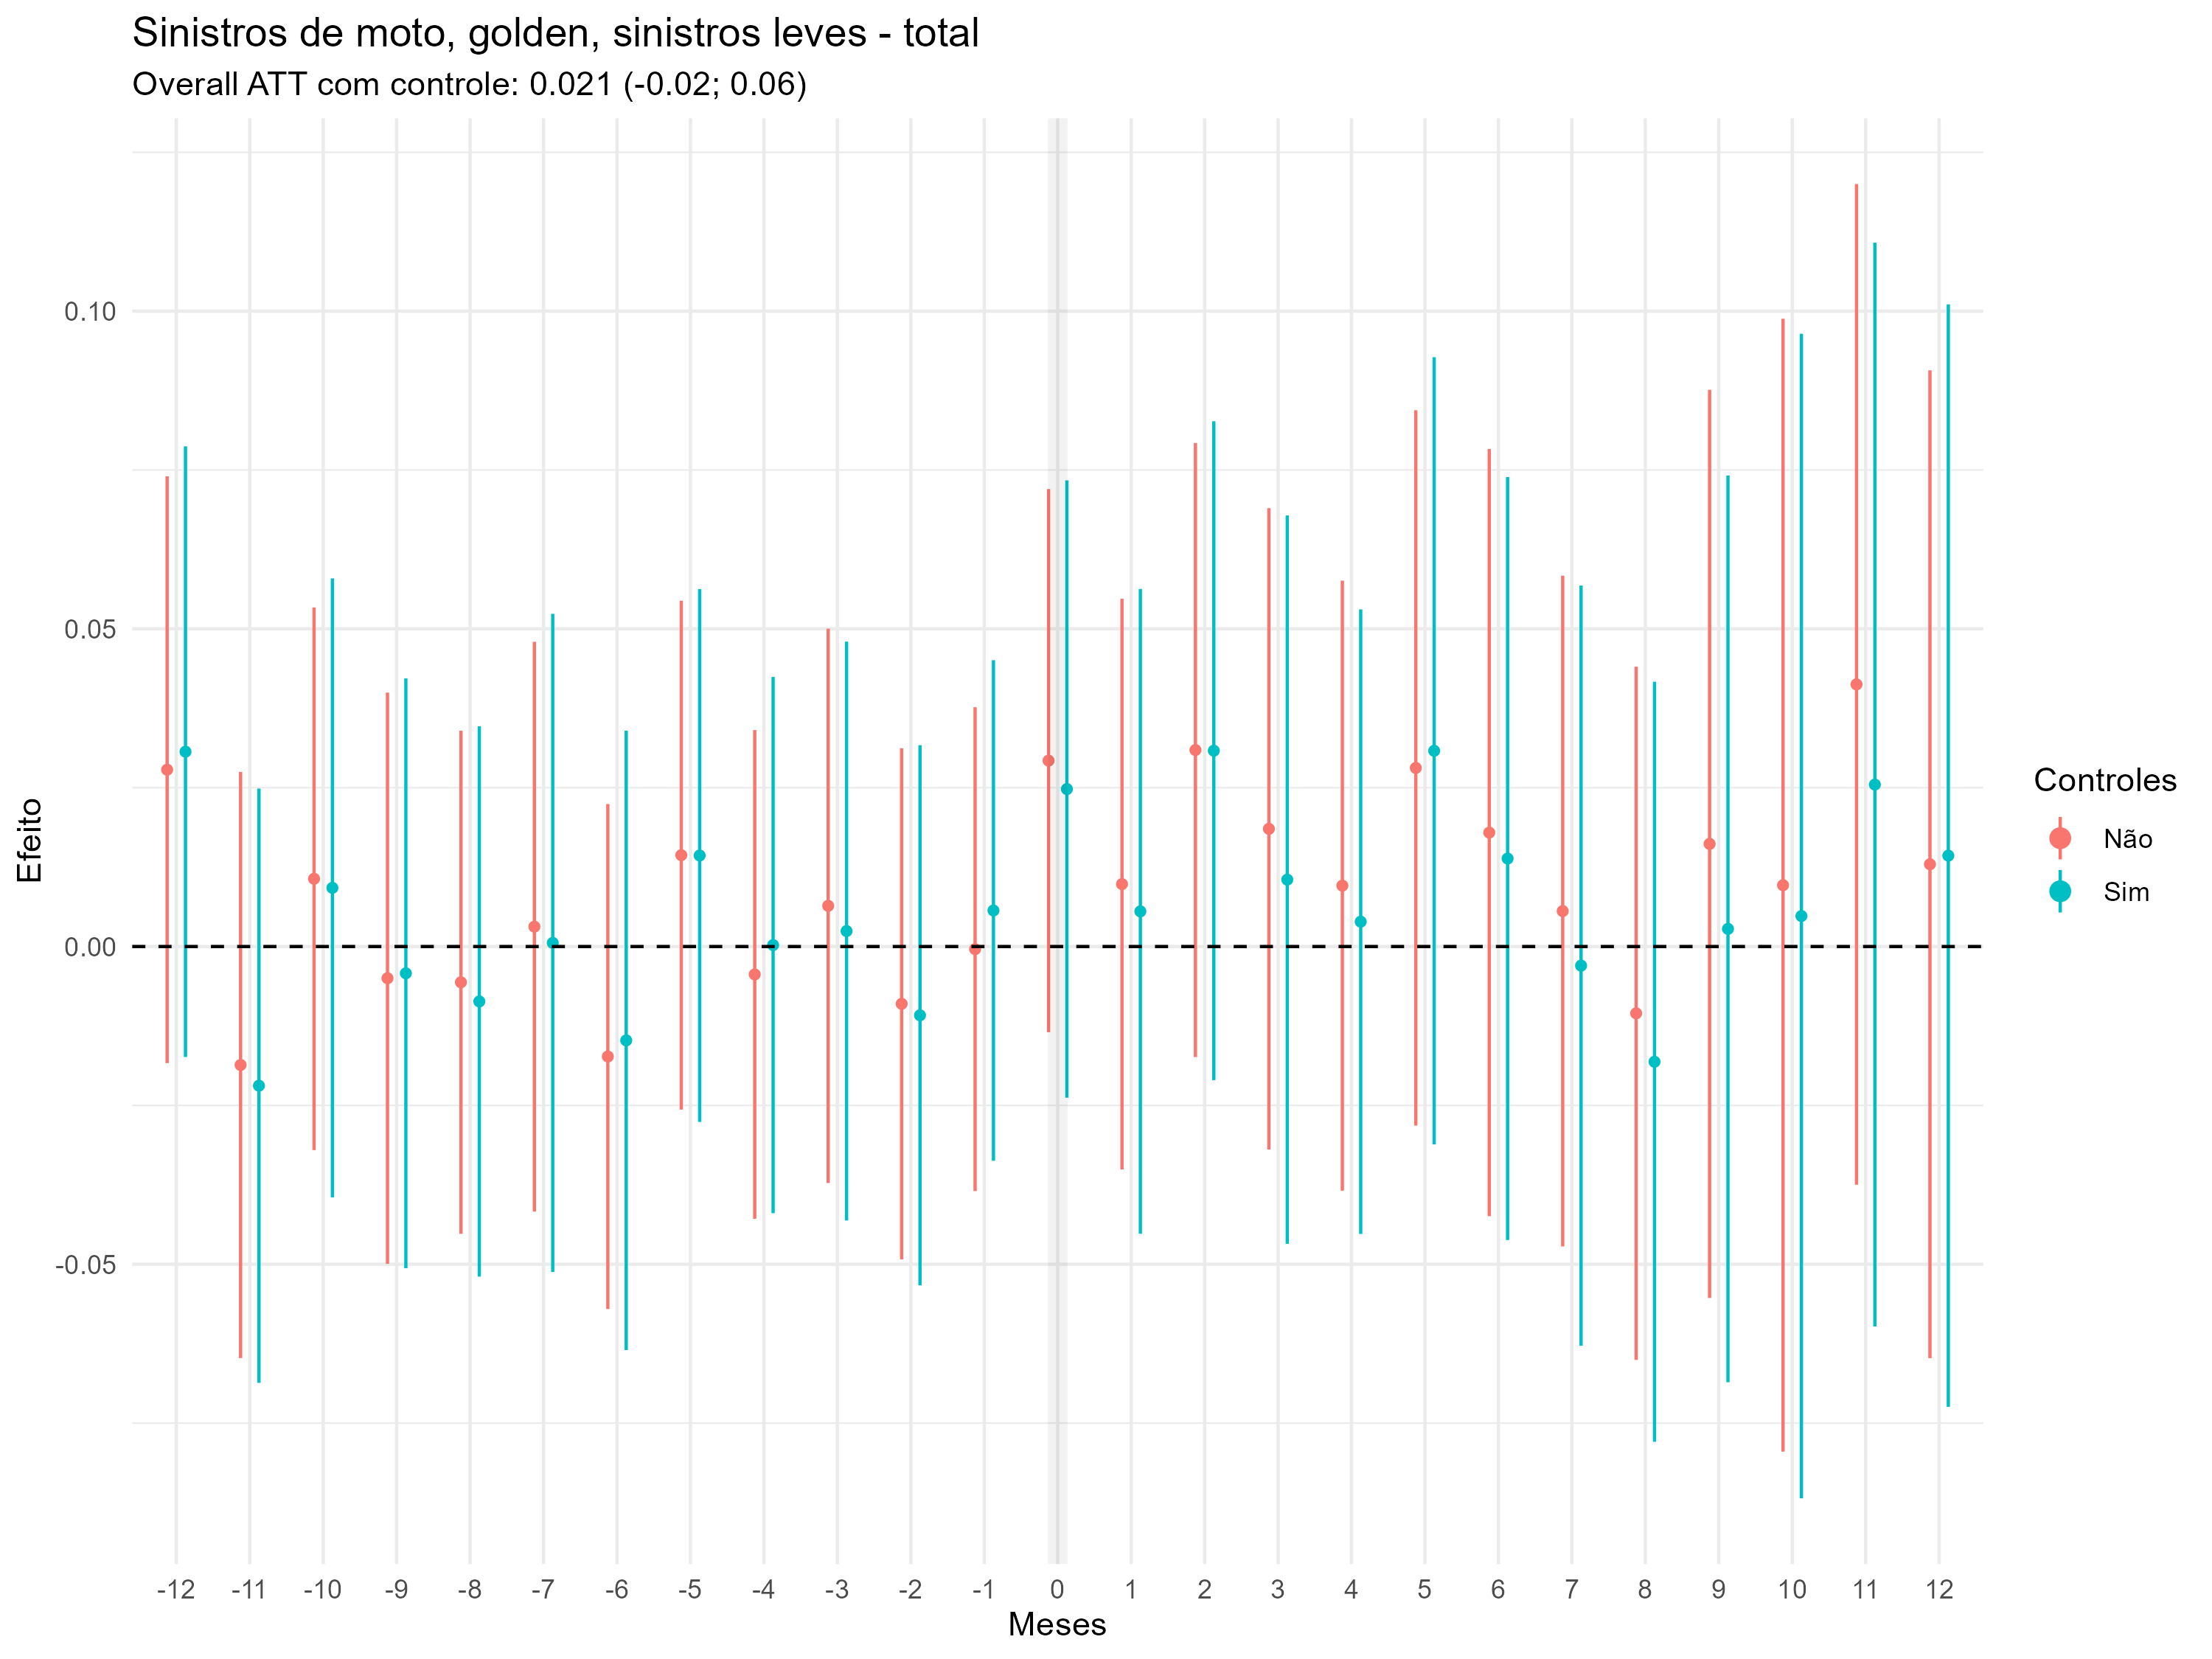 Sinistros de moto, golden, sinistros leves - total
Overall ATT com controle: 0.021 (-0.02; 0.06)
0.10
0.05
0.00
-0.05
Efeito
-12 -11 -10 -9 -8 -7 -6 -5 -4 -3 -2 -1 0 1 2 3 4 5 6 7 8 9 10 11 12
Meses
Controles
Não
Sim